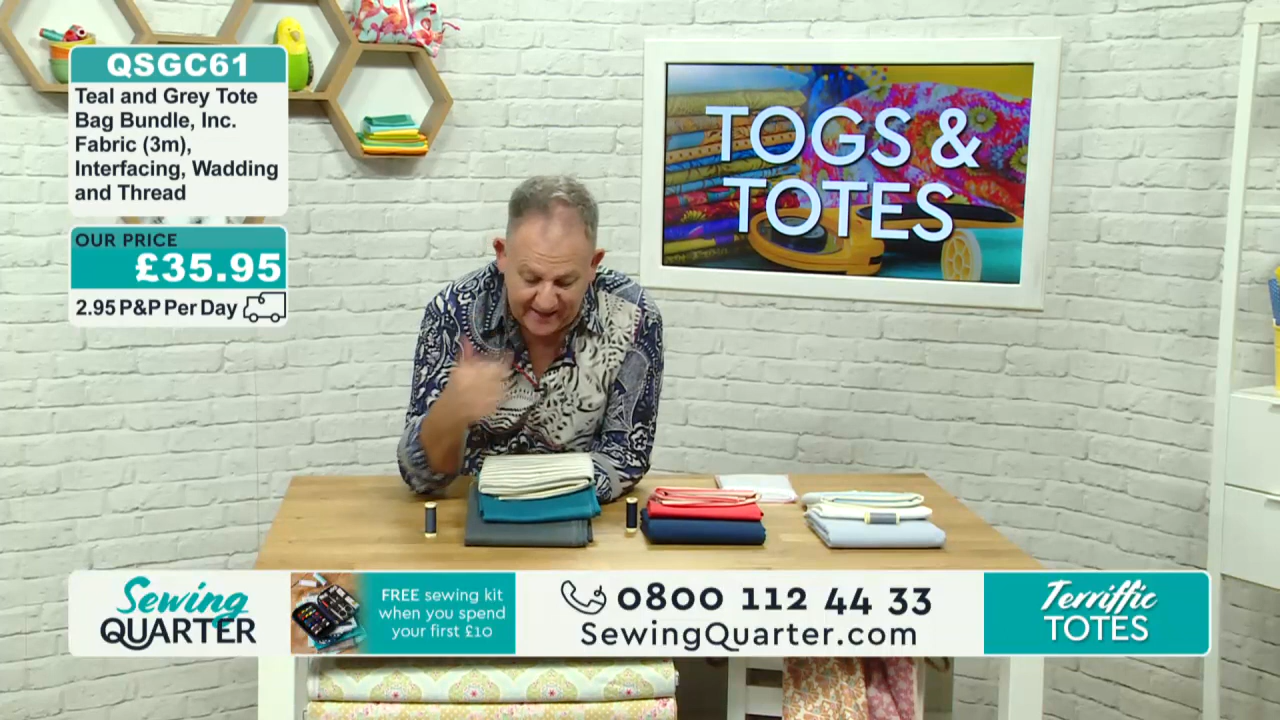 QSGC61
Teal and Grey Tote
Bag Bundle, Inc.
Fabric (3m),
Interfacing, Wadding
and Thread
OUR PRICE
£35.95
2.95 P&P Per Day
TOGS &
TOTES
Sewing
QUARTER
FREE sewing kit
when you spend
your first £10
0800 112 44 33
SewingQuarter.com
Terriffic
TOTES